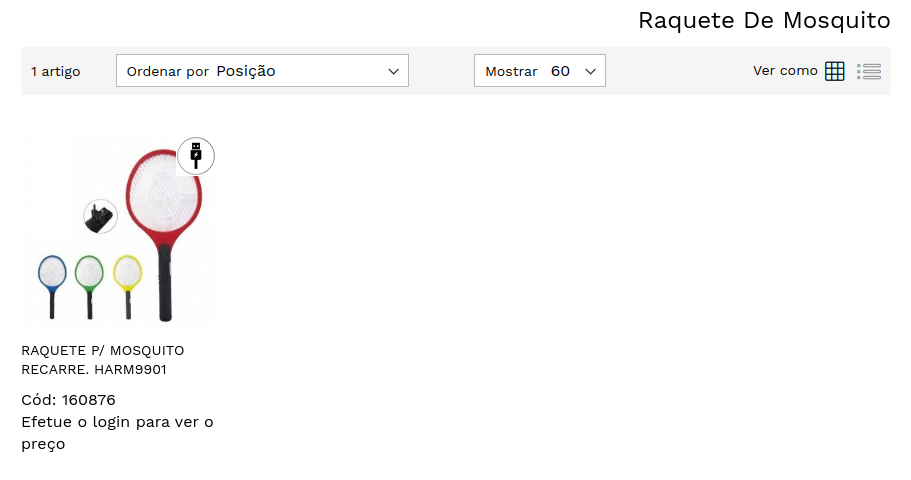 Raquete De Mosquito
1 artigo
Ordenar por Posição
Mostrar 60
Ver como
RAQUETE P/ MOSQUITO
RECARRE. HARM9901
Cód: 160876
Efetue o login para ver o
preço